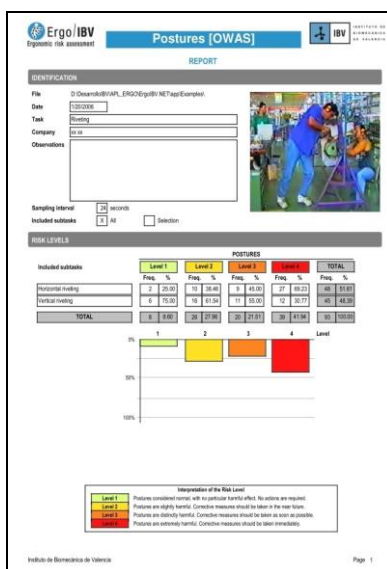 Ergo/IBV
Ergonomic risk assessment
Postures [OWAS]
IBV
INSTITUTO DE
BIOMECÁNICA
DE VALENCIA
REPORT
IDENTIFICATION
File D:\DesarrolloIBV\APL_ERGO\ErgoIBV NET\app\Examples\.
Date 1/20/2006
Task Riveting
Company xx xx
Observations
Sampling interval 24 seconds
Included subtasks X All Selection
RISK LEVELS
POSTURES
Included subtasks Level 1 Level 2 Level 3 Level 4 TOTAL
Freq. % Freq. % Freq. % Freq. % Freq. %
Horizontal riveting 2 25.00 10 38.46 9 45.00 27 69.23 48 51.61
Vertical riveting 6 75.00 16 61.54 11 55.00 12 30.77 45 48.39
TOTAL 8 8.60 26 27.96 20 21.51 39 41.94 93 100.00
1 2 3 4 Level
0%
50%
100%
Interpretation of the Risk Level
Level 1 Postures considered normal, with no particular harmful effect. No actions are required.
Level 2 Postures are slightly harmful. Corrective measures should be taken in the near future.
Level 3 Postures are distinctly harmful. Corrective measures should be taken as soon as possible.
Level 4 Postures are extremely harmful. Corrective measures should be taken immediately.
Instituto de Biomecánica de Valencia Page 1